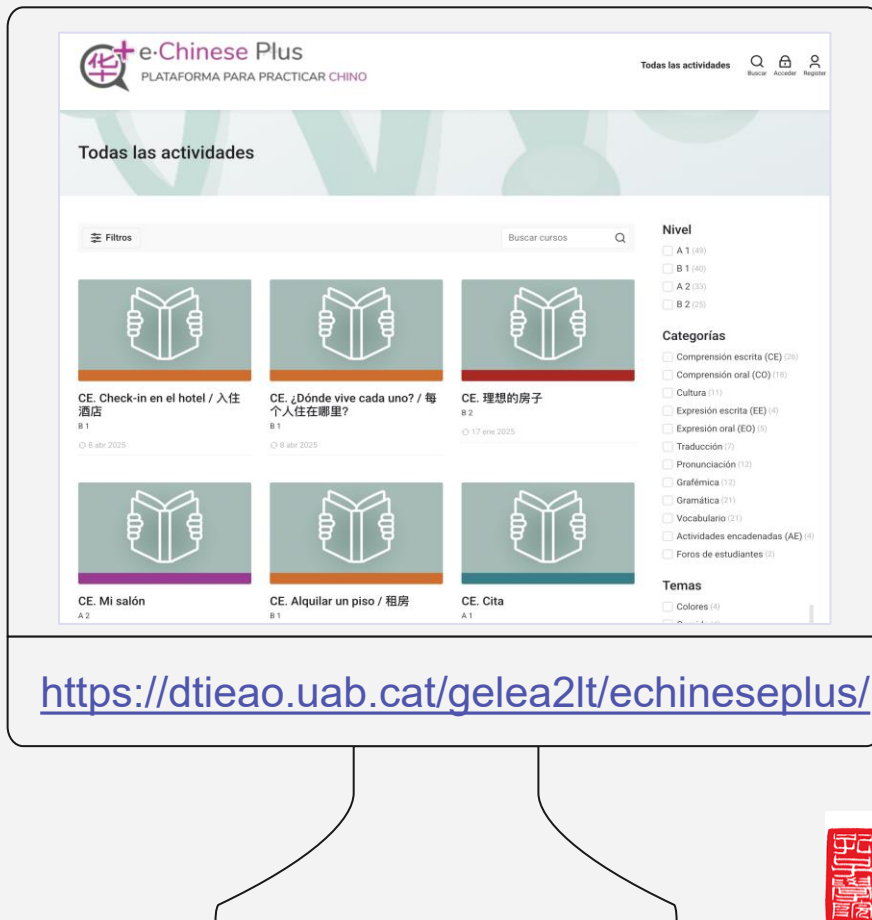 华
e·Chinese Plus
PLATAFORMA PARA PRACTICAR CHINO
Todas las actividades
Buscar
Acceder
Register
Todas las actividades
Filtros
Buscar cursos
CE. Check-in en el hotel / 入住
酒店
B 1
8 abr 2025
CE. ¿Dónde vive cada uno? / 每
个人住在哪里?
B 1
8 abr 2025
CE. 理想的房子
B 2
17 ene 2025
CE. Mi salón
A 2
CE. Alquilar un piso / 租房
B 1
CE. Cita
A 1
Nivel
A 1 (49)
B 1 (40)
A 2 (33)
B 2 (25)
Categorías
Comprensión escrita (CE) (26)
Comprensión oral (CO) (18)
Cultura (11)
Expresión escrita (EE) (4)
Expresión oral (EO) (5)
Traducción (7)
Pronunciación (12)
Grafémica (12)
Gramática (21)
Vocabulario (21)
Actividades encadenadas (AE) (4)
Foros de estudiantes (2)
Temas
Colores (4)
https://dtieao.uab.cat/gelea2lt/echineseplus/